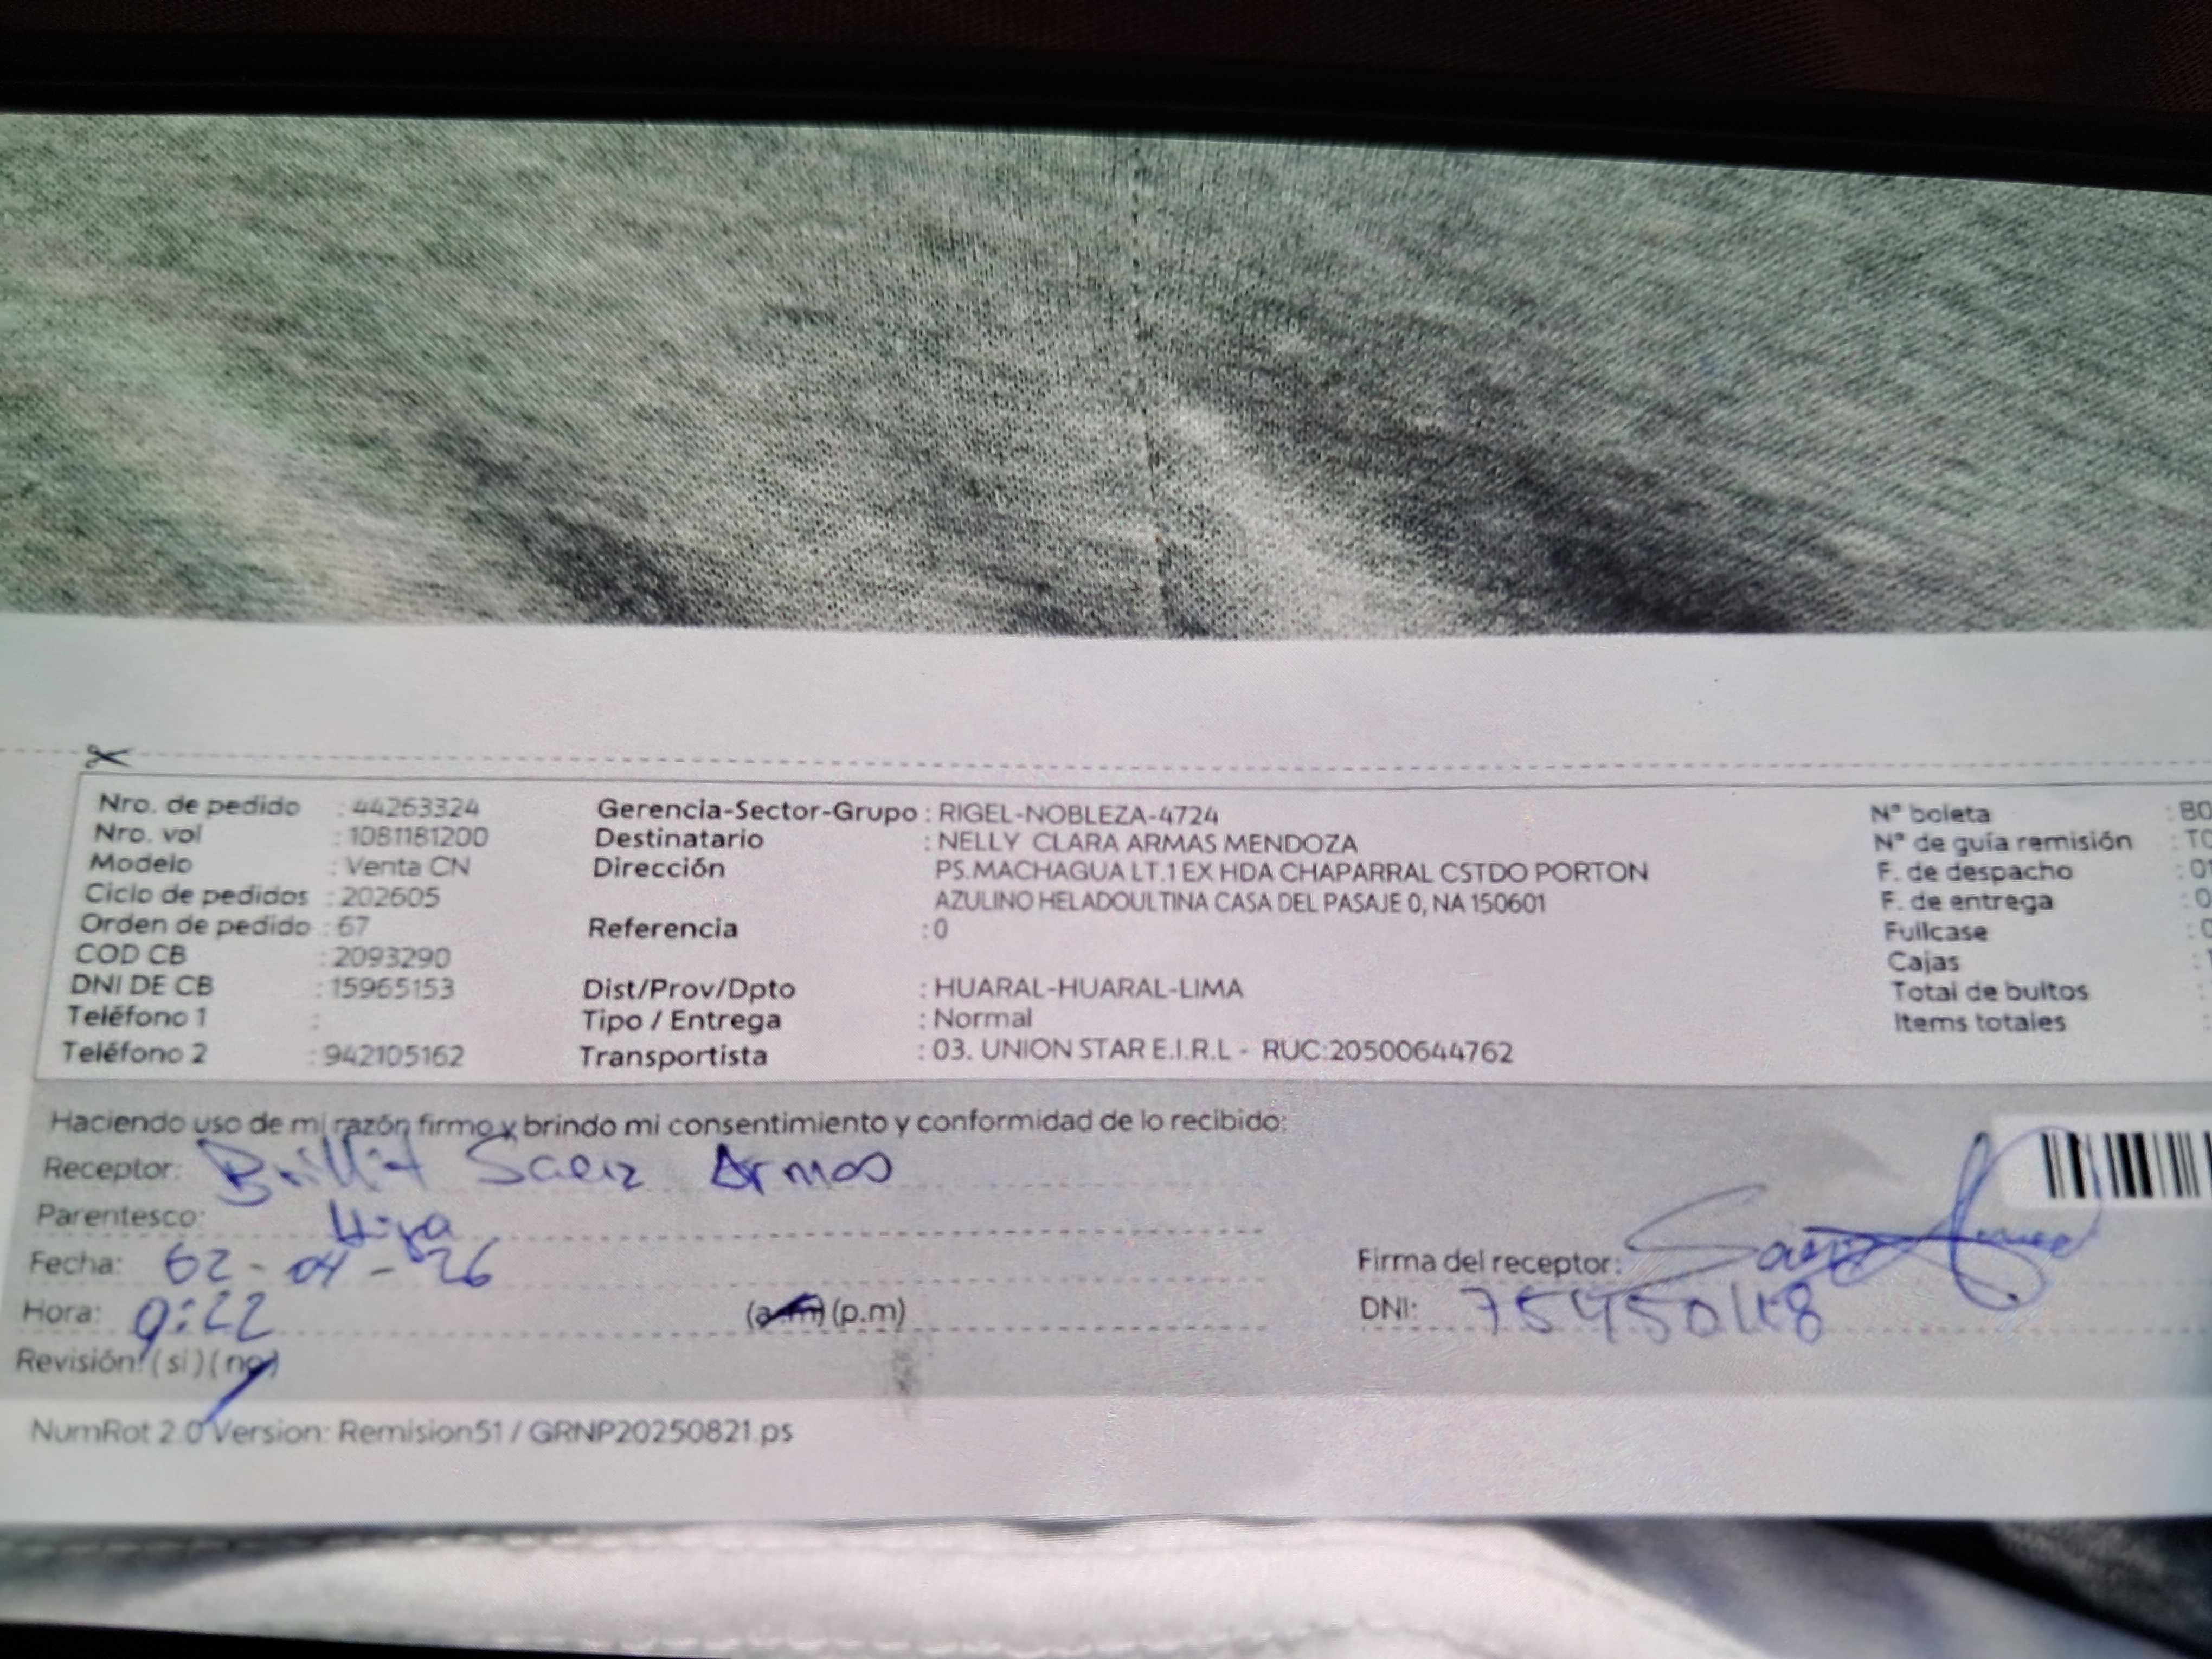 Nro. de pedido : 44263324 Gerencia-Sector-Grupo : RIGEL-NOBLEZA-4724 N° boleta : B0
Nro. vol : 1081181200 Destinatario : NELLY CLARA ARMAS MENDOZA N° de guía remisión : T0
Modelo : Venta CN Dirección PS.MACHAGUA LT.1 EX HDA CHAPARRAL CSTDO PORTON F. de despacho : 01
Ciclo de pedidos : 202605 AZULINO HELADOULTINA CASA DEL PASAJE 0, NA 150601 F. de entrega : 0
Orden de pedido : 67 Referencia : 0 Fullcase : 0
COD CB : 2093290 Cajas : 1
DNI DE CB : 15965153 Dist/Prov/Dpto : HUARAL-HUARAL-LIMA Total de bultos :
Teléfono 1 : Tipo / Entrega : Normal Items totales :
Teléfono 2 : 942105162 Transportista : 03. UNION STAR E.I.R.L - RUC:20500644762
Haciendo uso de mi razón firmo y brindo mi consentimiento y conformidad de lo recibido:
Receptor: Saenz Armas
Parentesco: Hija
Fecha: 02-04-26 Firma del receptor:
Hora: 9:22 (a.m) (p.m) DNI:
Revisión: (si) (no)
NumRot 2.0 Version: Remision51 / GRNP20250821.ps